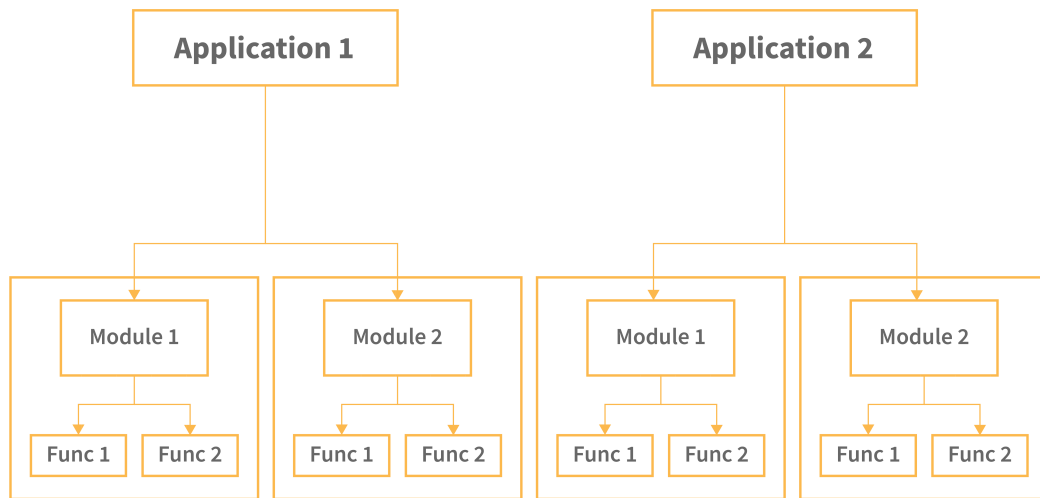 Application 1
Application 2
Module 1
Module 2
Module 1
Module 2
Func 1
Func 2
Func 1
Func 2
Func 1
Func 2
Func 1
Func 2